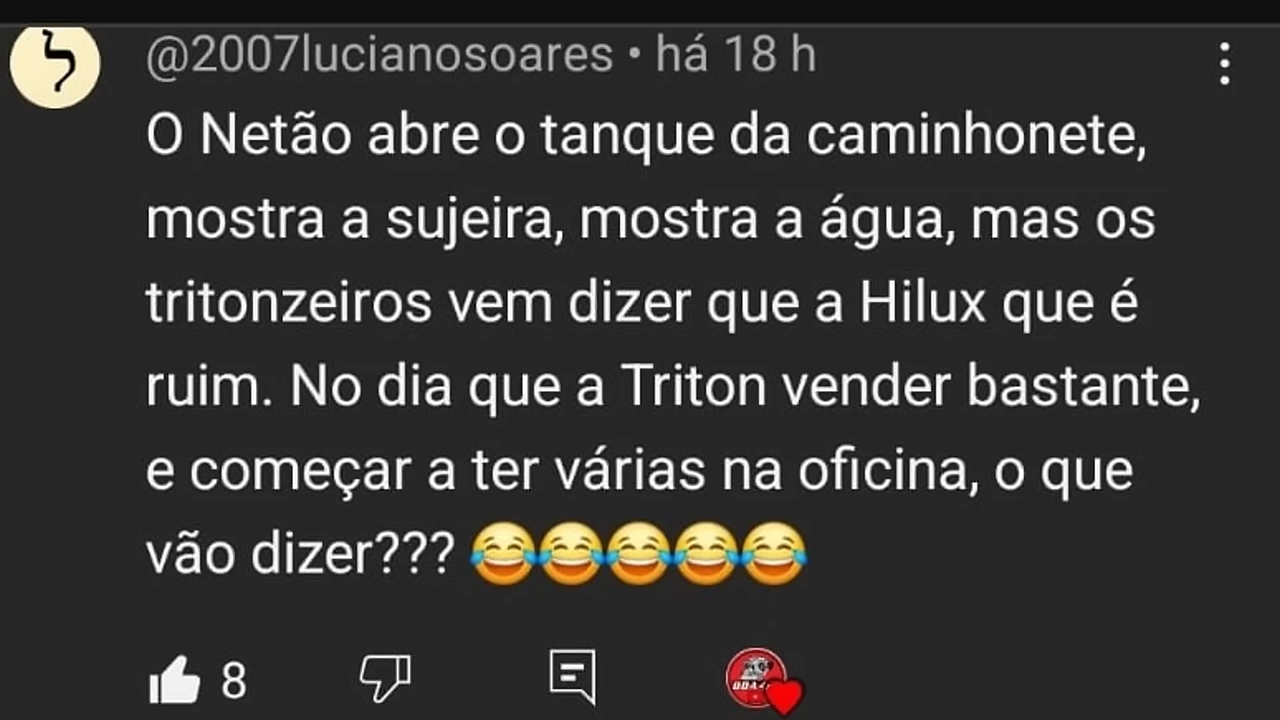 @2007lucianosoares • há 18 h
O Netão abre o tanque da caminhonete,
mostra a sujeira, mostra a água, mas os
tritonzeiros vem dizer que a Hilux que é
ruim. No dia que a Triton vender bastante,
e começar a ter várias na oficina, o que
vão dizer??? 😂😂😂😂😂
8